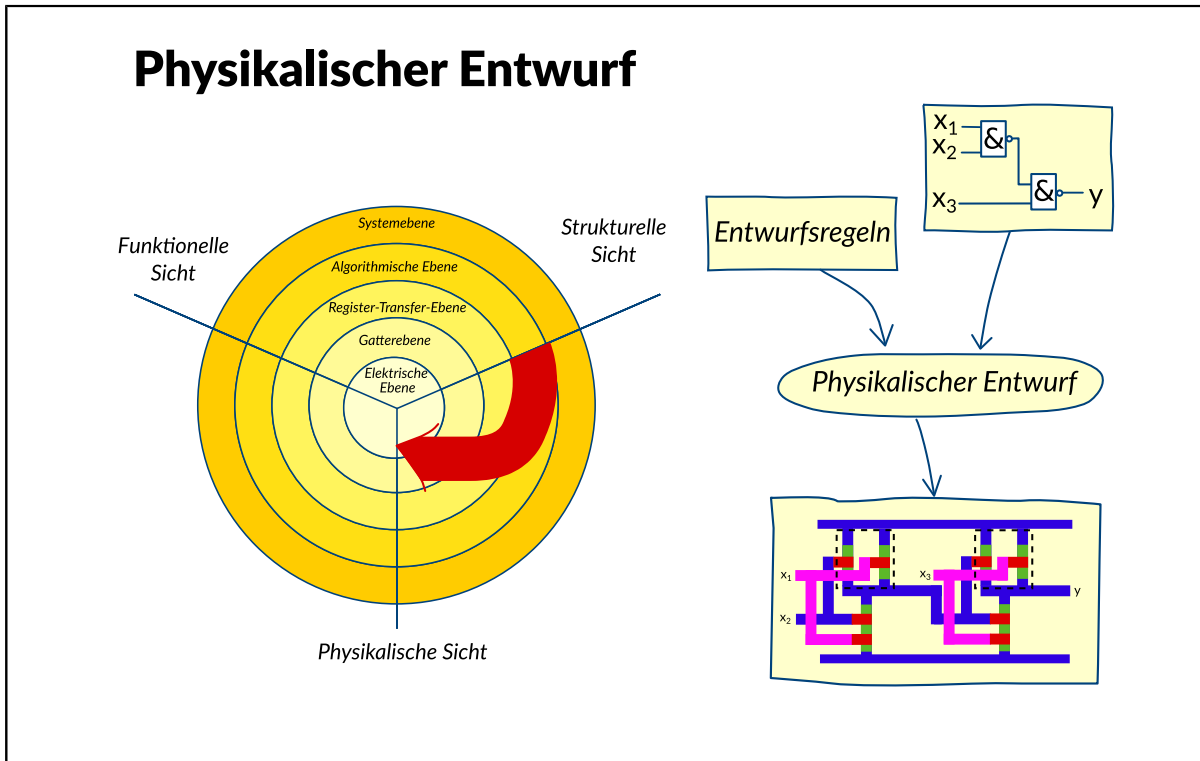 Physikalischer Entwurf
Systemebene
Algorithmische Ebene
Register-Transfer-Ebene
Gatterebene
Elektrische
Ebene
Funktionelle
Sicht
Strukturelle
Sicht
Physikalische Sicht
Entwurfsregeln
x₁
x₂
&
&
x₃
y
Physikalischer Entwurf
x₁
x₃
y
x₂